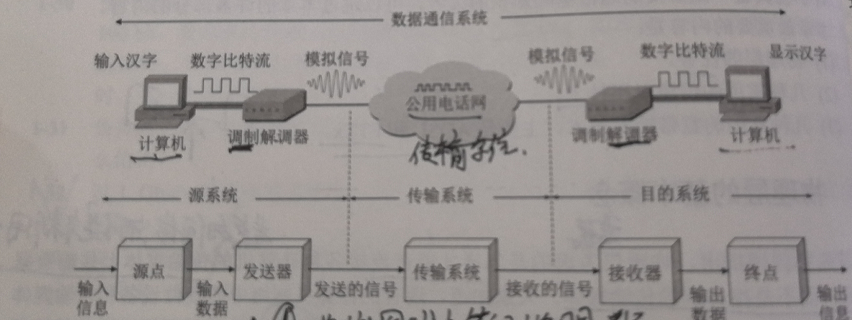 数据通信系统
输入汉字 数字比特流 模拟信号 模拟信号 数字比特流 显示汉字
公用电话网
计算机 调制解调器 调制解调器 计算机
传输
源系统 传输系统 目的系统
源点 发送器 传输系统 接收器 终点
输入信息 输入数据 发送的信号 接收的信号 输出数据 输出信息